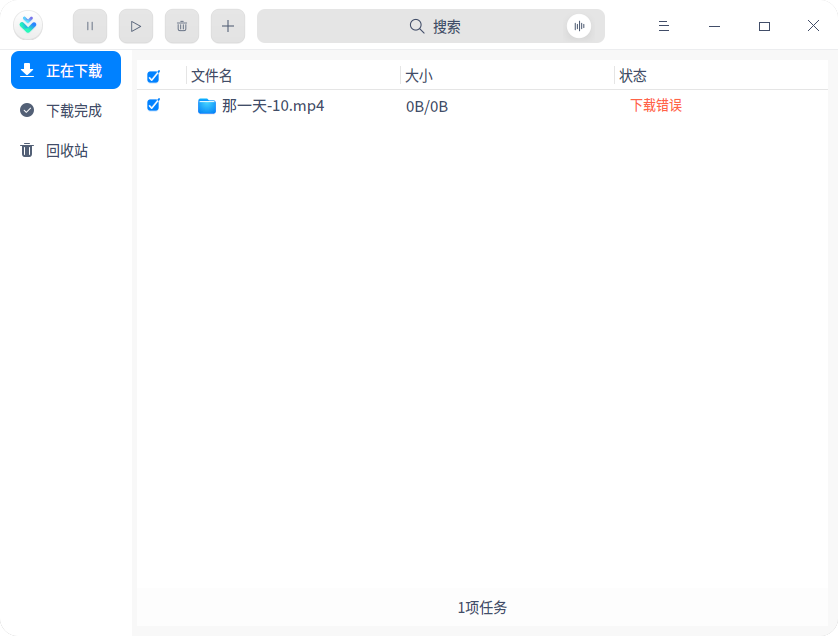 搜索
正在下载
下载完成
回收站
文件名 大小 状态
那一天-10.mp4 0B/0B 下载错误
1项任务